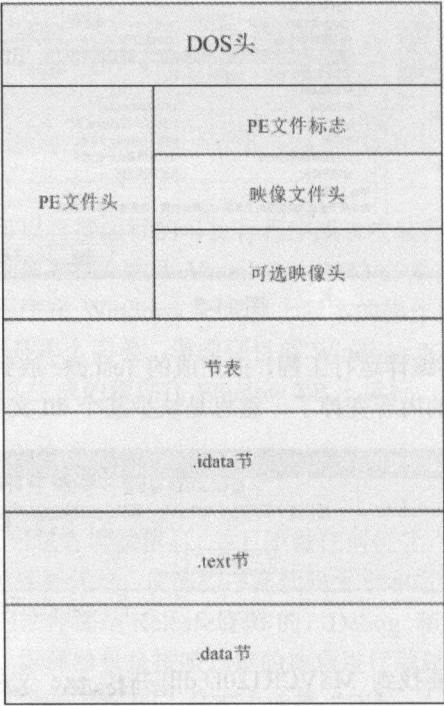 DOS头
PE文件头
PE文件标志
映像文件头
可选映像头
节表
.idata节
.text节
.data节